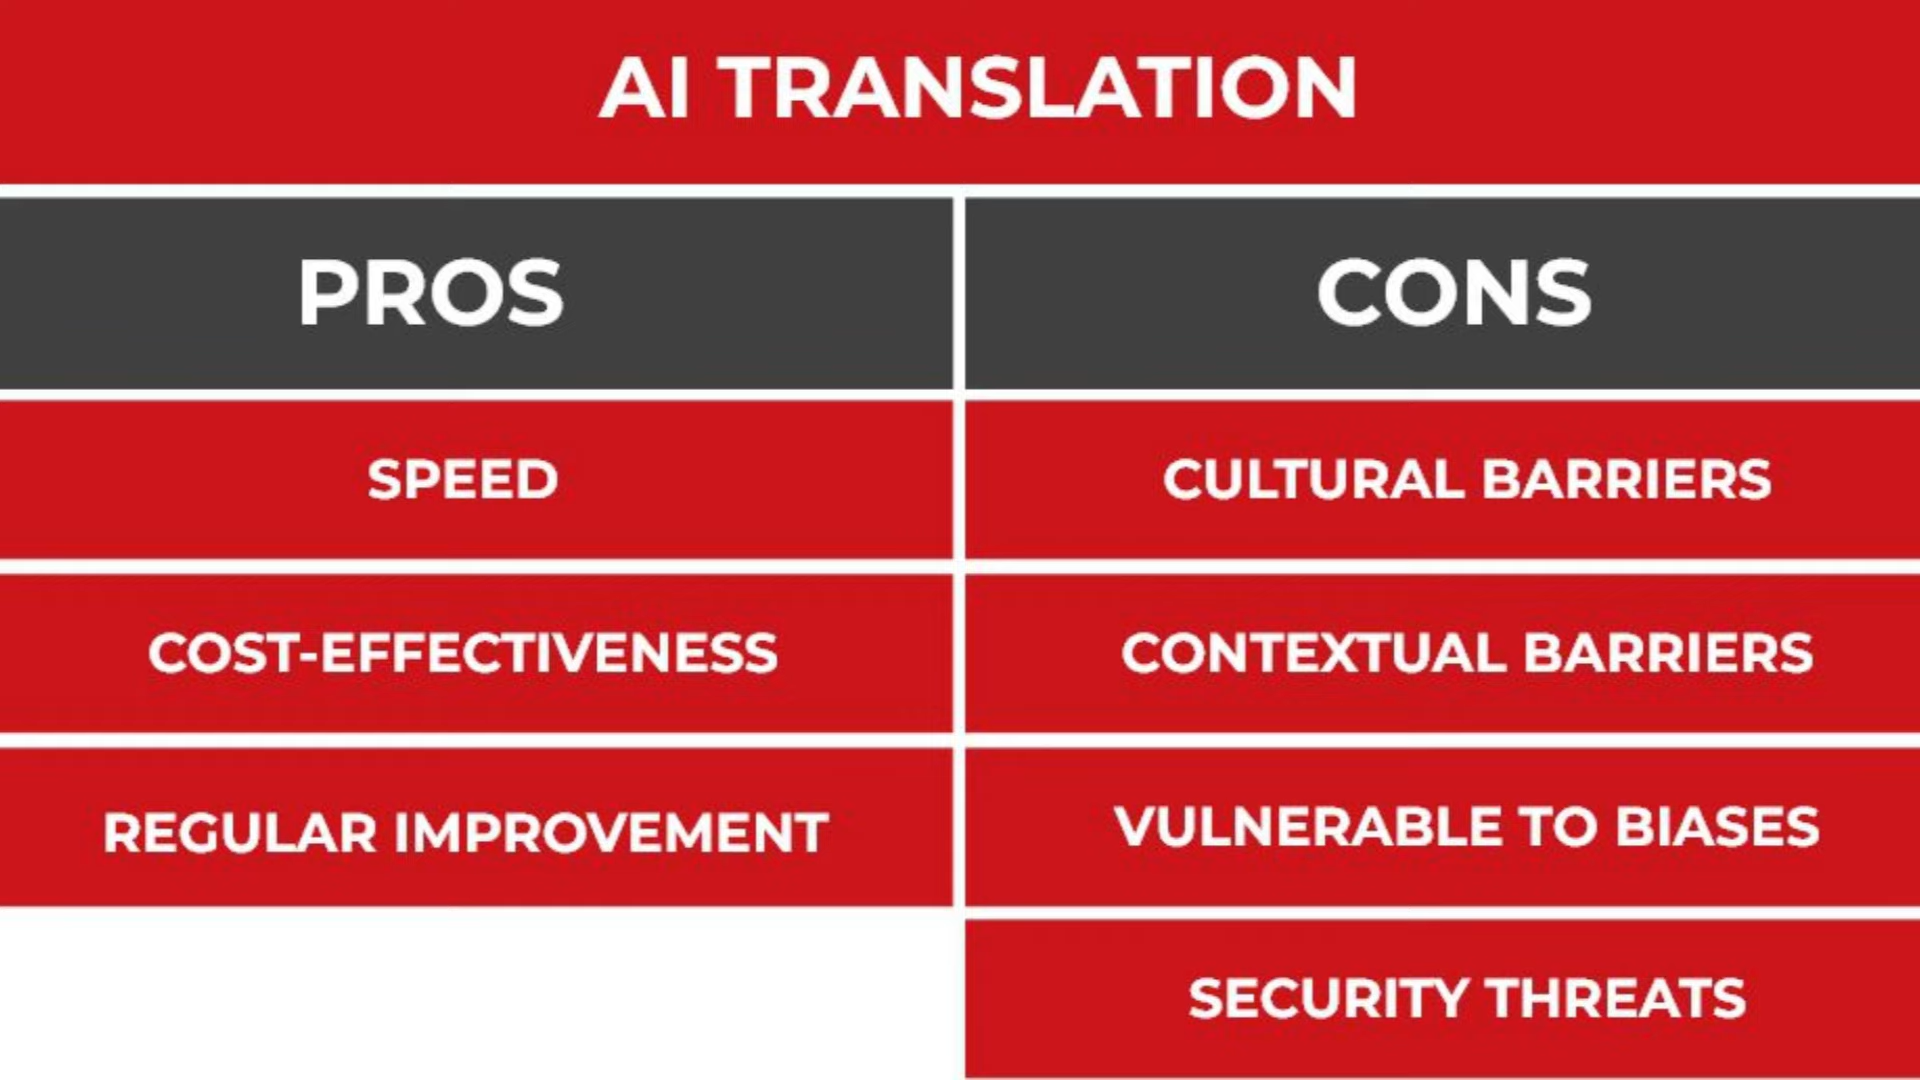 AI TRANSLATION
PROS
CONS
SPEED
CULTURAL BARRIERS
COST-EFFECTIVENESS
CONTEXTUAL BARRIERS
REGULAR IMPROVEMENT
VULNERABLE TO BIASES
SECURITY THREATS